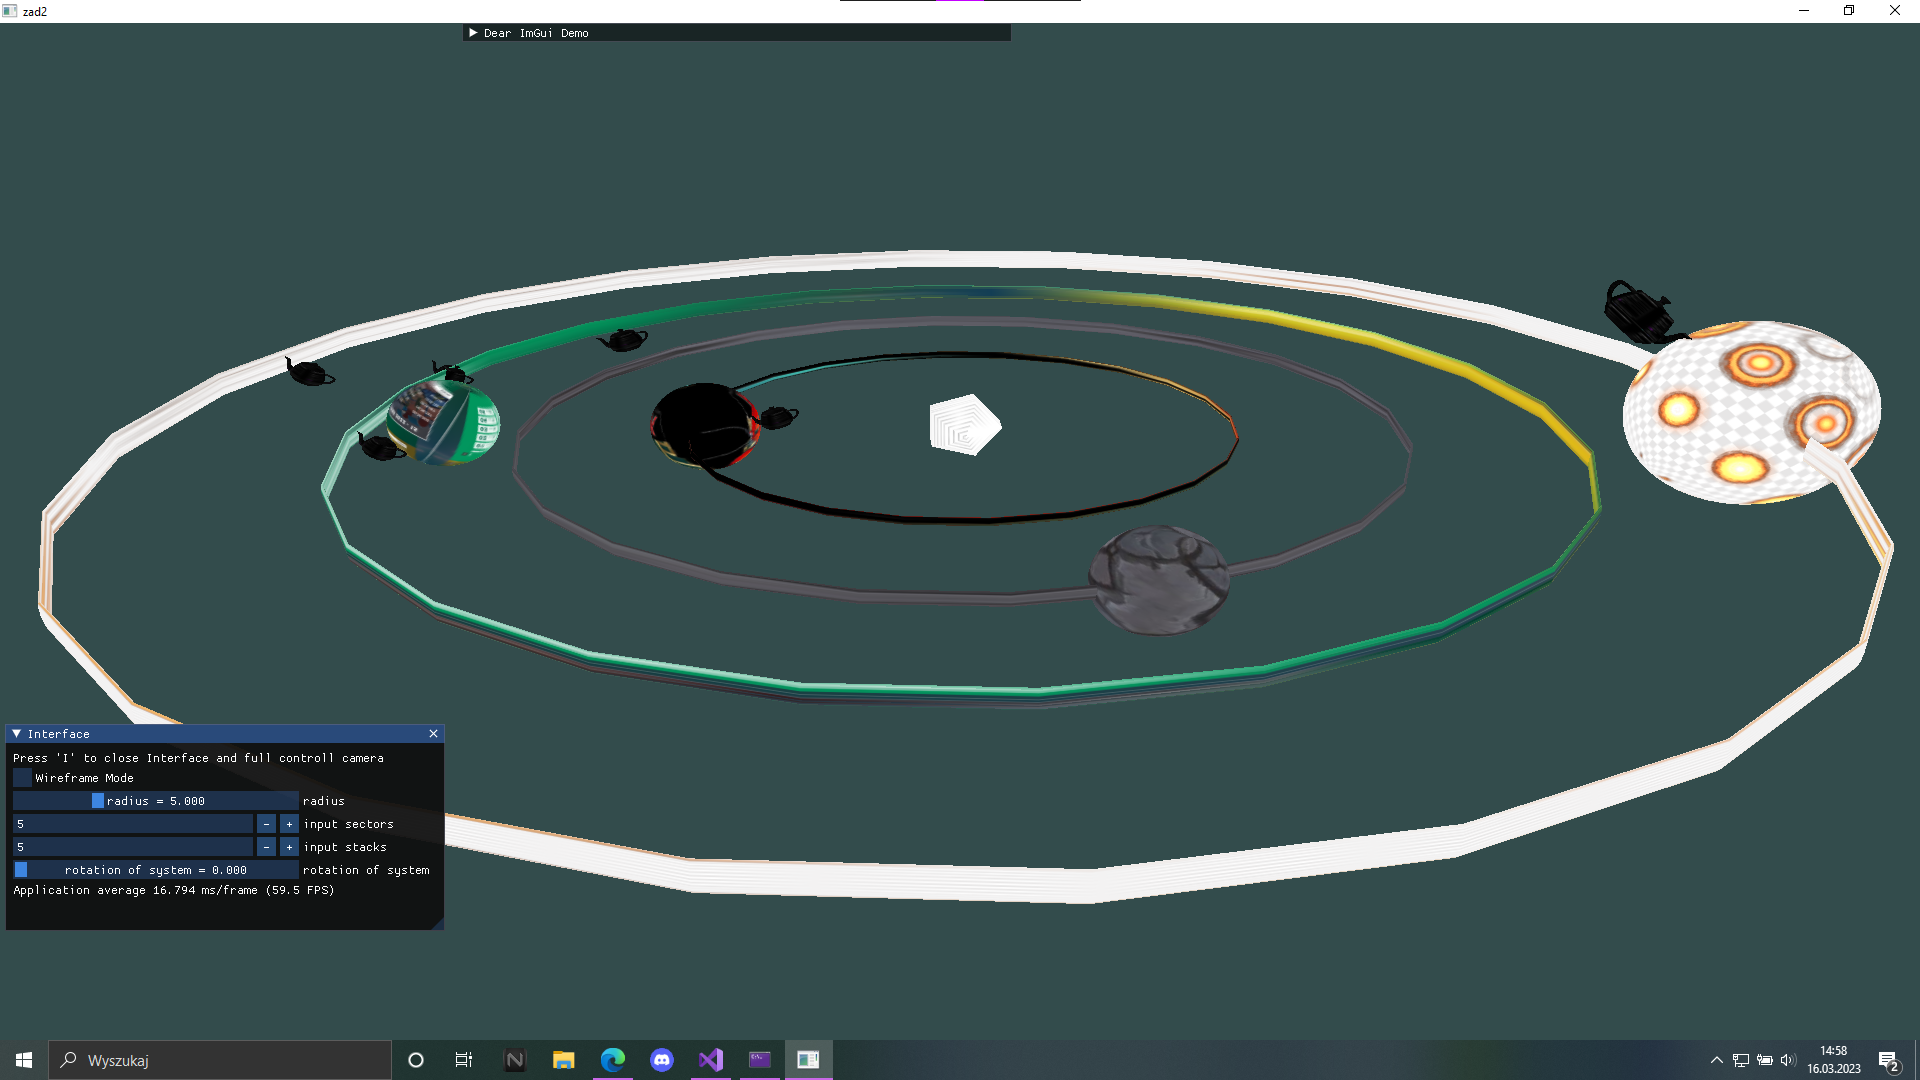 zad2
Dear ImGui Demo
Interface
Press 'I' to close Interface and full controll camera
Wireframe Mode
radius = 5.000 radius
5 - + input sectors
5 - + input stacks
rotation of system = 0.000 rotation of system
Application average 16.794 ms/frame (59.5 FPS)
Wyszukaj
14:58
16.03.2023
2